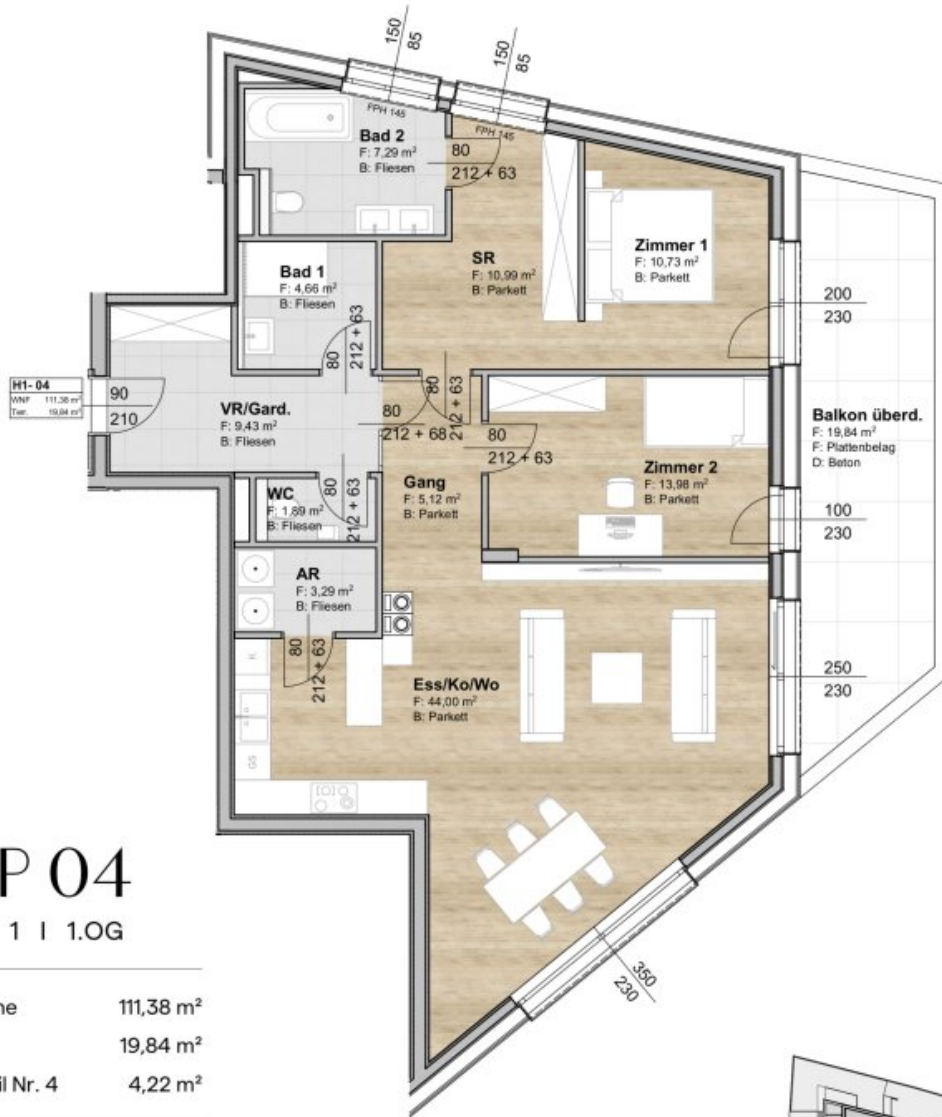 150
85
150
85
FPH 145
FPH 145
Bad 2
F: 7,29 m²
B: Fliesen
80
212 + 63
SR
F: 10,99 m²
B: Parkett
Zimmer 1
F: 10,73 m²
B: Parkett
Bad 1
F: 4,66 m²
B: Fliesen
80
212 + 63
200
230
H1- 04
WNF 111,38 m²
Terr. 19,84 m²
90
210
VR/Gard.
F: 9,43 m²
B: Fliesen
80
212 + 68
80
212 + 63
80
212 + 63
Gang
F: 5,12 m²
B: Parkett
Zimmer 2
F: 13,98 m²
B: Parkett
Balkon überd.
F: 19,84 m²
F: Plattenbelag
D: Beton
100
230
WC
F: 1,89 m²
B: Fliesen
80
212 + 63
AR
F: 3,29 m²
B: Fliesen
80
212 + 63
K
GS
Ess/Ko/Wo
F: 44,00 m²
B: Parkett
250
230
350
230
P 04
1 I 1.OG
ne 111,38 m²
19,84 m²
il Nr. 4 4,22 m²